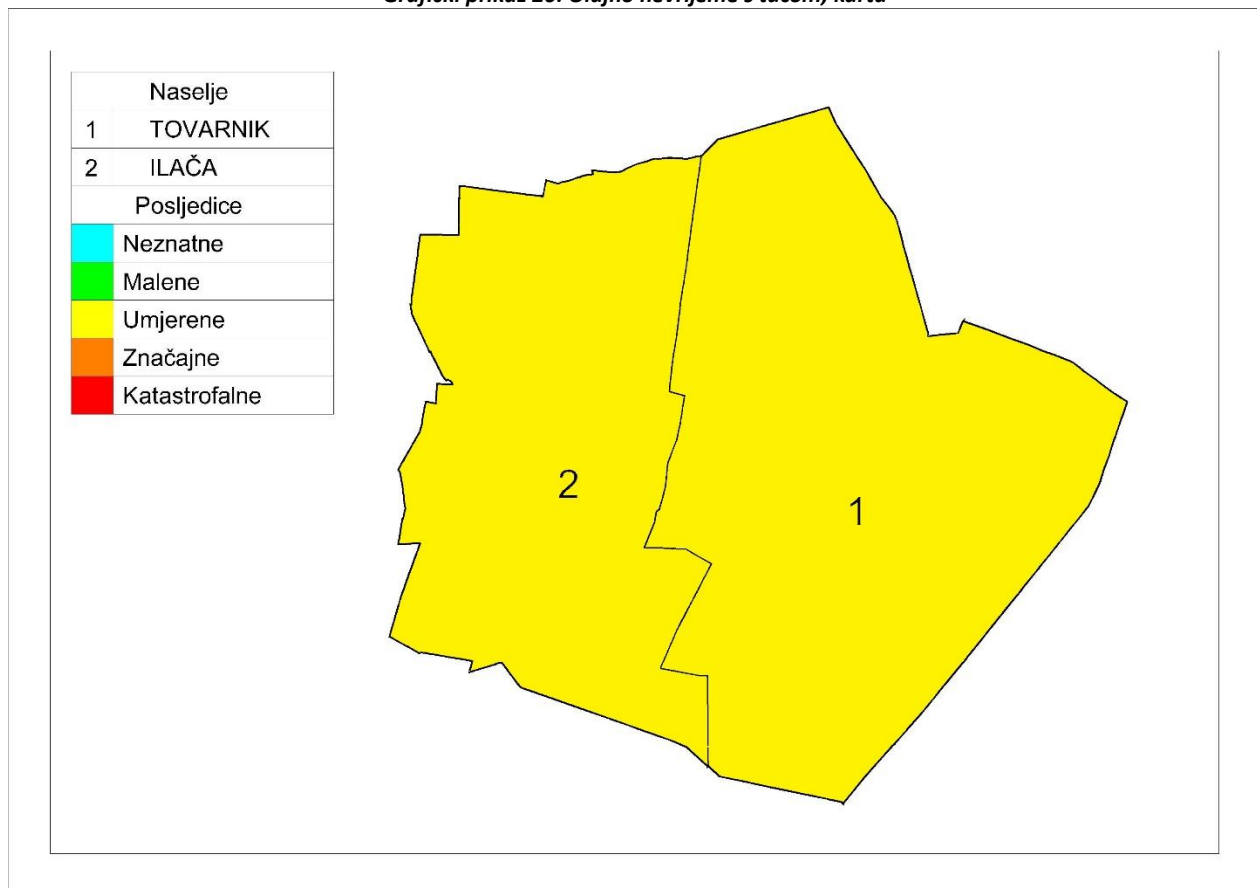 Naselje
1 TOVARNIK
2 ILAČA
Posljedice
Neznatne
Malene
Umjerene
Značajne
Katastrofalne
2
1